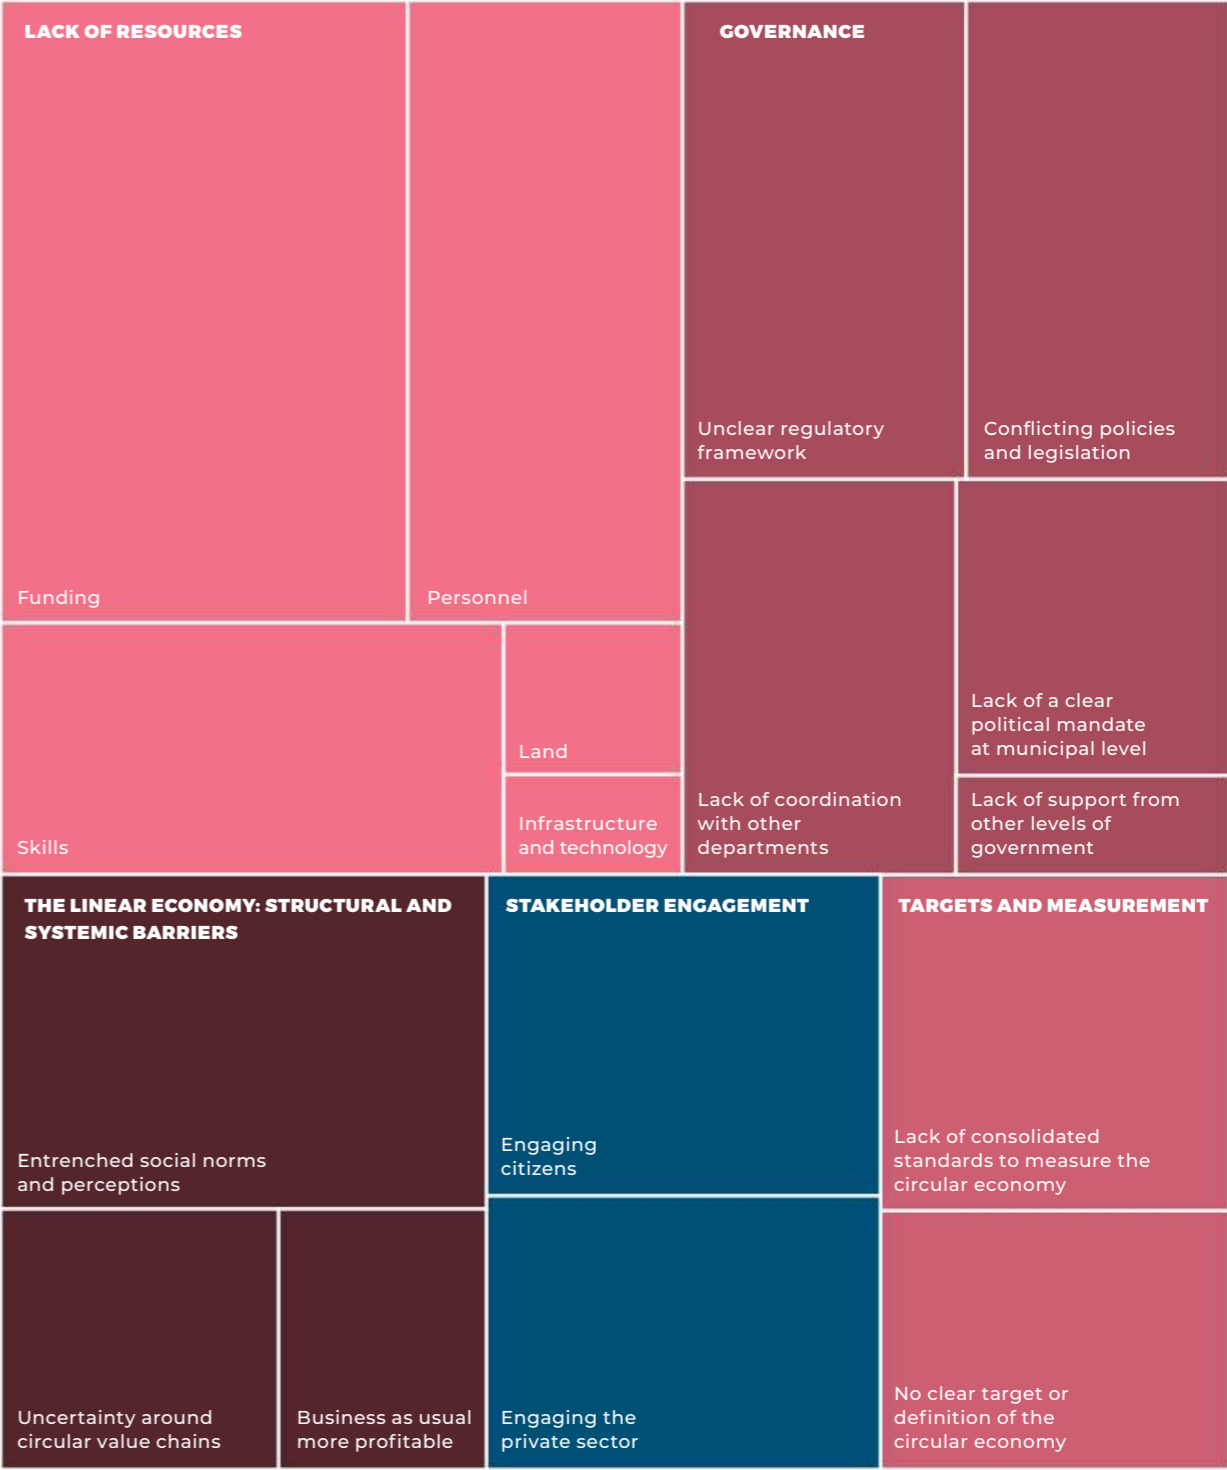 LACK OF RESOURCES
Funding
Personnel
Skills
Land
Infrastructure
and technology
GOVERNANCE
Unclear regulatory
framework
Conflicting policies
and legislation
Lack of coordination
with other
departments
Lack of a clear
political mandate
at municipal level
Lack of support from
other levels of
government
THE LINEAR ECONOMY: STRUCTURAL AND
SYSTEMIC BARRIERS
Entrenched social norms
and perceptions
Uncertainty around
circular value chains
Business as usual
more profitable
STAKEHOLDER ENGAGEMENT
Engaging
citizens
Engaging the
private sector
TARGETS AND MEASUREMENT
Lack of consolidated
standards to measure the
circular economy
No clear target or
definition of the
circular economy